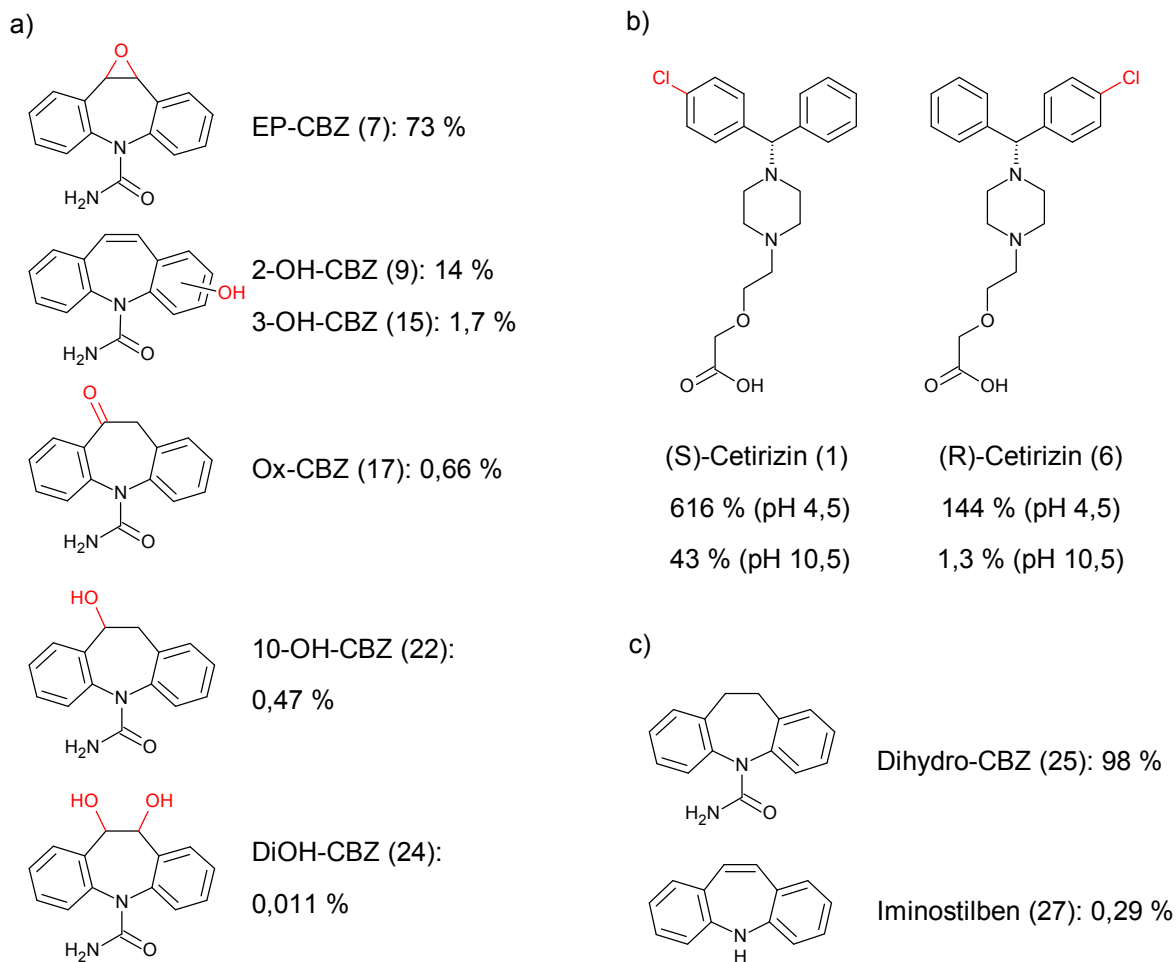 a)
O
N
H2N
O
EP-CBZ (7): 73 %
OH
N
H2N
O
2-OH-CBZ (9): 14 %
3-OH-CBZ (15): 1,7 %
O
N
H2N
O
Ox-CBZ (17): 0,66 %
HO
N
H2N
O
10-OH-CBZ (22):
0,47 %
HO OH
N
H2N
O
DiOH-CBZ (24):
0,011 %
b)
Cl
N
N
O
O
OH
(S)-Cetirizin (1)
616 % (pH 4,5)
43 % (pH 10,5)
Cl
N
N
O
O
OH
(R)-Cetirizin (6)
144 % (pH 4,5)
1,3 % (pH 10,5)
c)
N
H2N
O
Dihydro-CBZ (25): 98 %
N
H
Iminostilben (27): 0,29 %